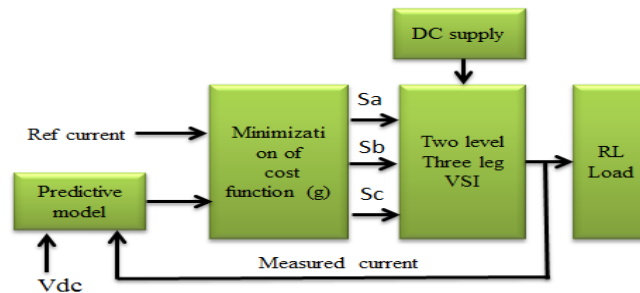 DC supply
Ref current
Minimizati
on of
cost
function (g)
Sa
Sb
Sc
Two level
Three leg
VSI
RL
Load
Predictive
model
Vdc
Measured current